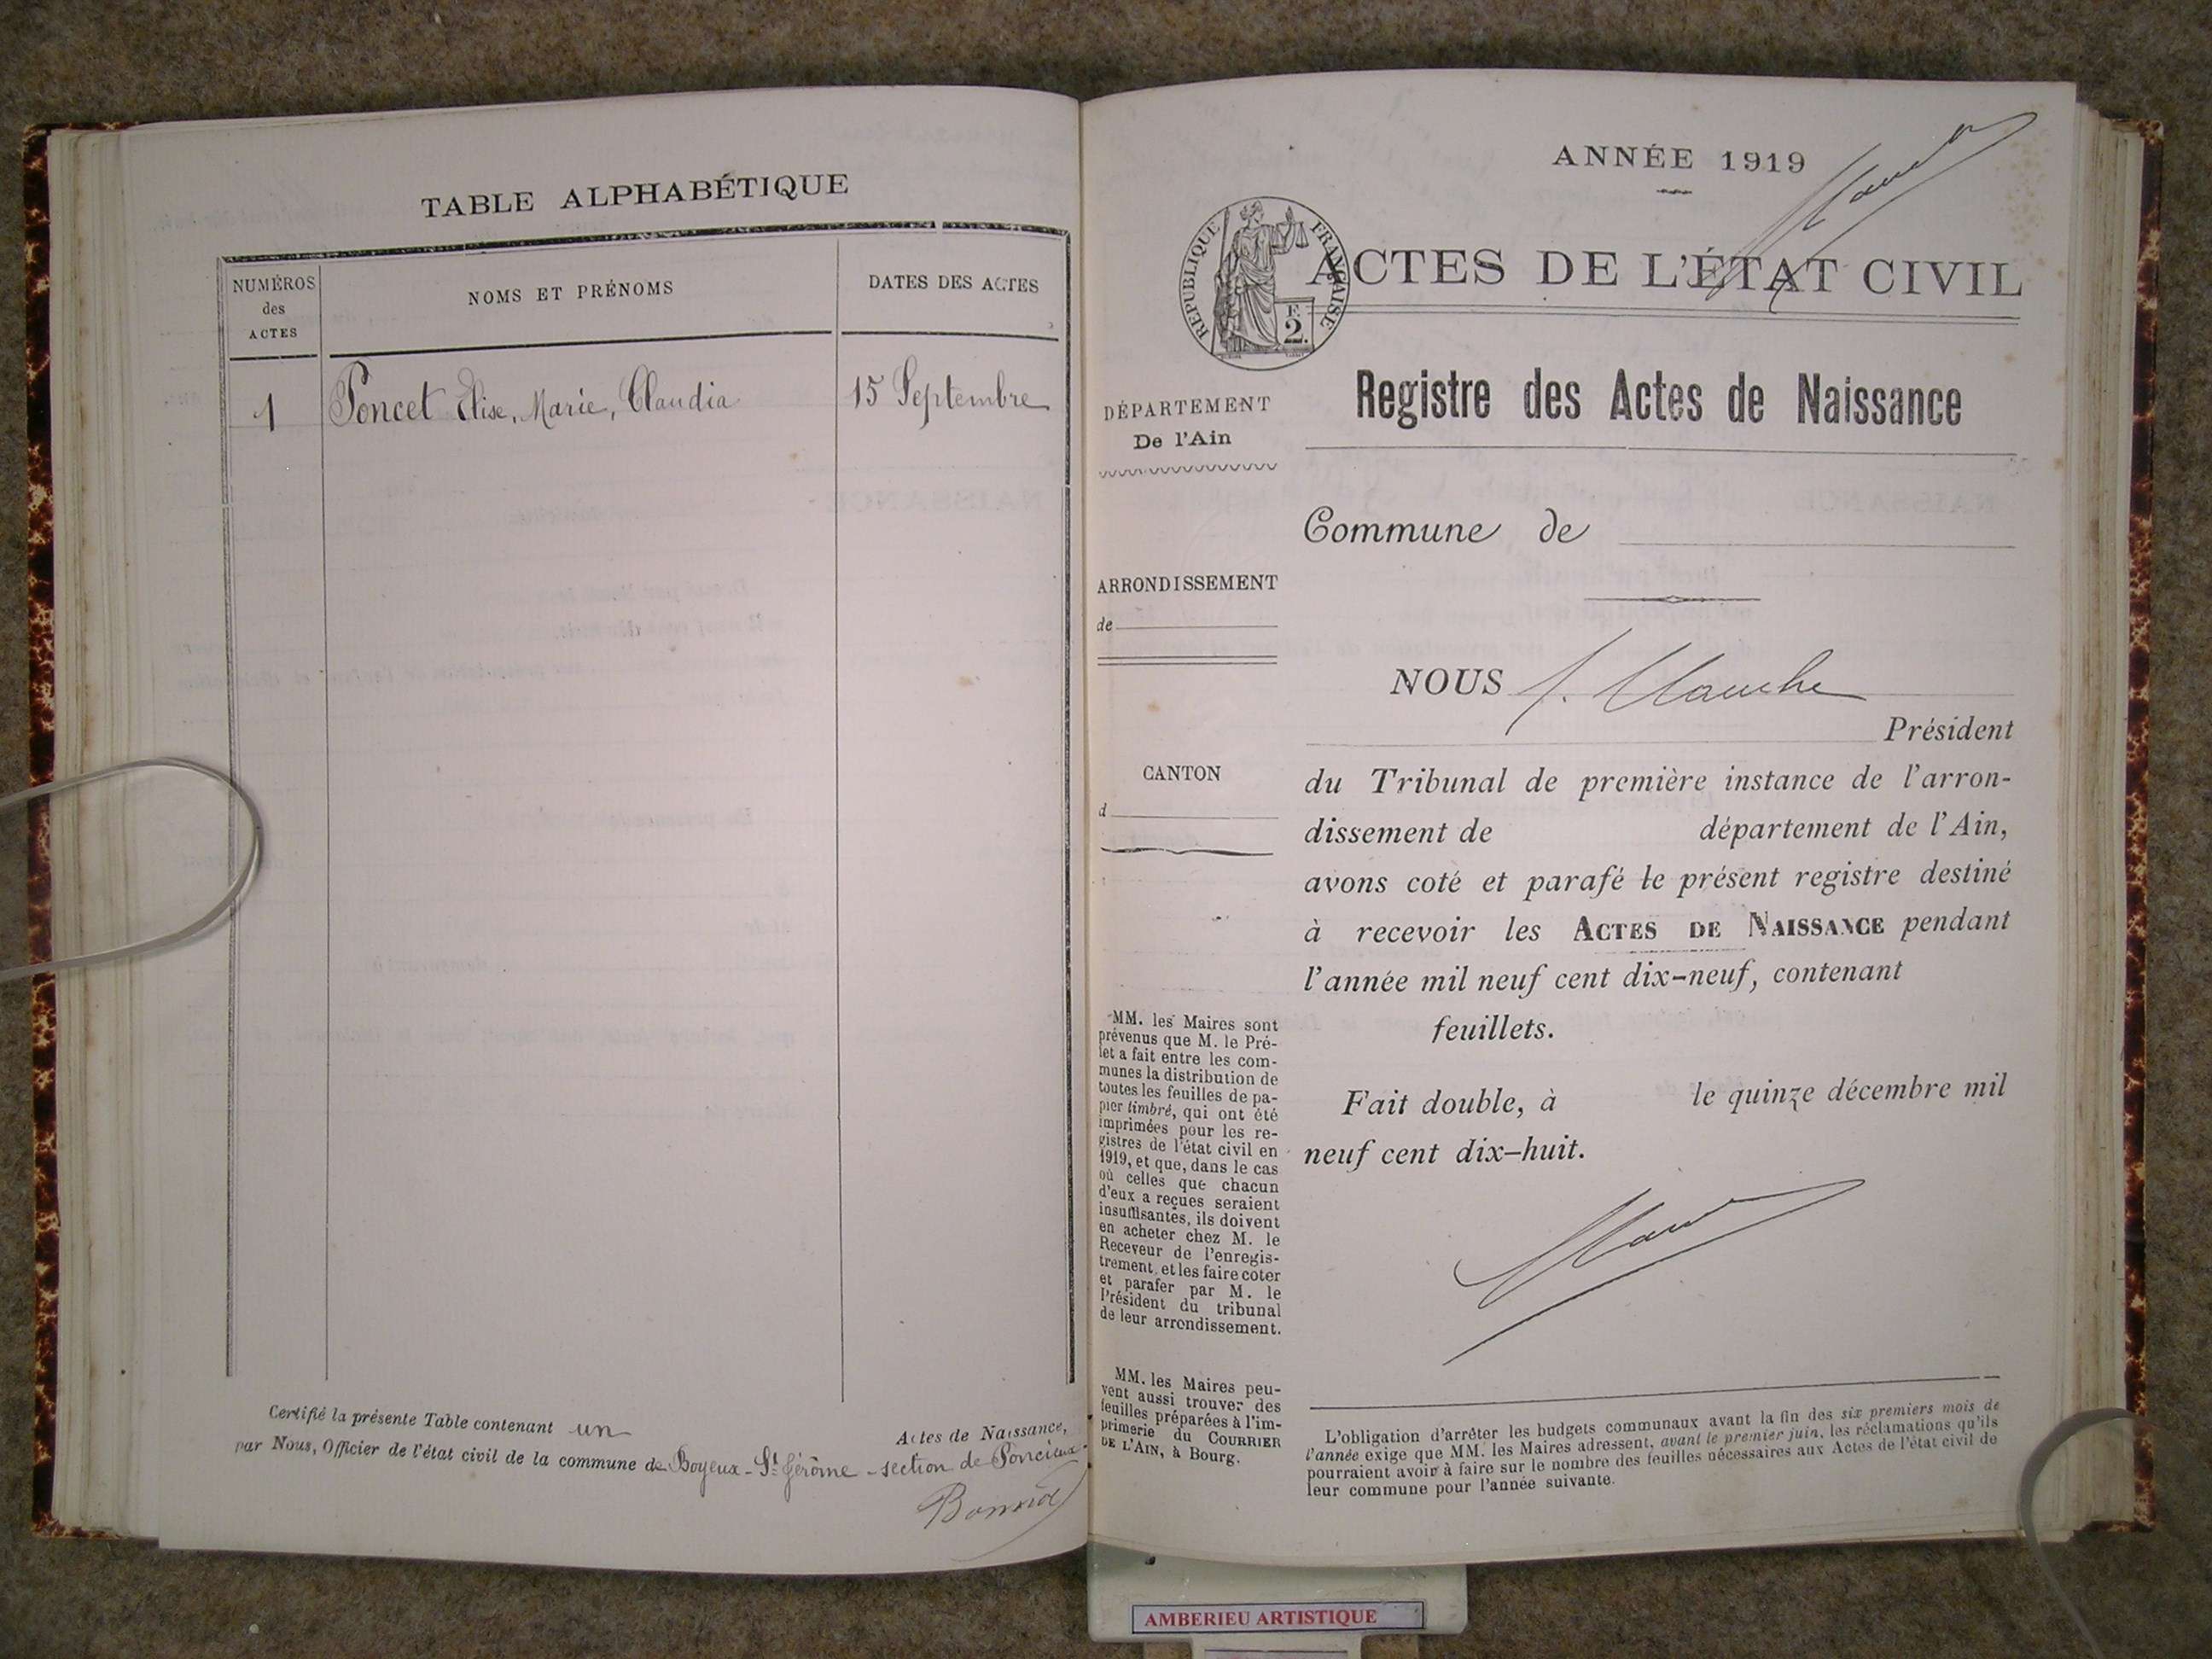 TABLE ALPHABÉTIQUE
NUMÉROS
des
ACTES
NOMS ET PRÉNOMS
DATES DES ACTES
1 Poncet Elise, Marie, Claudia 15 Septembre
Certifié la présente Table contenant un Actes de Naissance,
par Nous, Officier de l'état civil de la commune de Boyeux - St Jérôme - section de Poncieux
ANNÉE 1919
ACTES DE L'ÉTAT CIVIL
RÉPUBLIQUE FRANÇAISE
F.
2.
Registre des Actes de Naissance
DÉPARTEMENT
De l'Ain
Commune de
ARRONDISSEMENT
de
NOUS
Président
CANTON
d
du Tribunal de première instance de l'arron-
dissement de département de l'Ain,
avons coté et parafé le présent registre destiné
à recevoir les ACTES DE NAISSANCE pendant
l'année mil neuf cent dix-neuf, contenant
feuillets.
Fait double, à le quinze décembre mil
neuf cent dix-huit.
MM. les Maires sont
prévenus que M. le Pré-
fet a fait entre les com-
munes la distribution de
toutes les feuilles de pa-
pier timbré, qui ont été
imprimées pour les re-
gistres de l'état civil en
1919, et que, dans le cas
où celles que chacun
d'eux a reçues seraient
insuffisantes, ils doivent
en acheter chez M. le
Receveur de l'enregis-
trement, et les faire coter
et parafer par M. le
Président du tribunal
de leur arrondissement.
MM. les Maires peu-
vent aussi trouver des
feuilles préparées à l'im-
primerie du COURRIER
DE L'AIN, à Bourg.
L'obligation d'arrêter les budgets communaux avant la fin des six premiers mois de
l'année exige que MM. les Maires adressent, avant le premier juin, les réclamations qu'ils
pourraient avoir à faire sur le nombre des feuilles nécessaires aux Actes de l'état civil de
leur commune pour l'année suivante.
AMBERIEU ARTISTIQUE